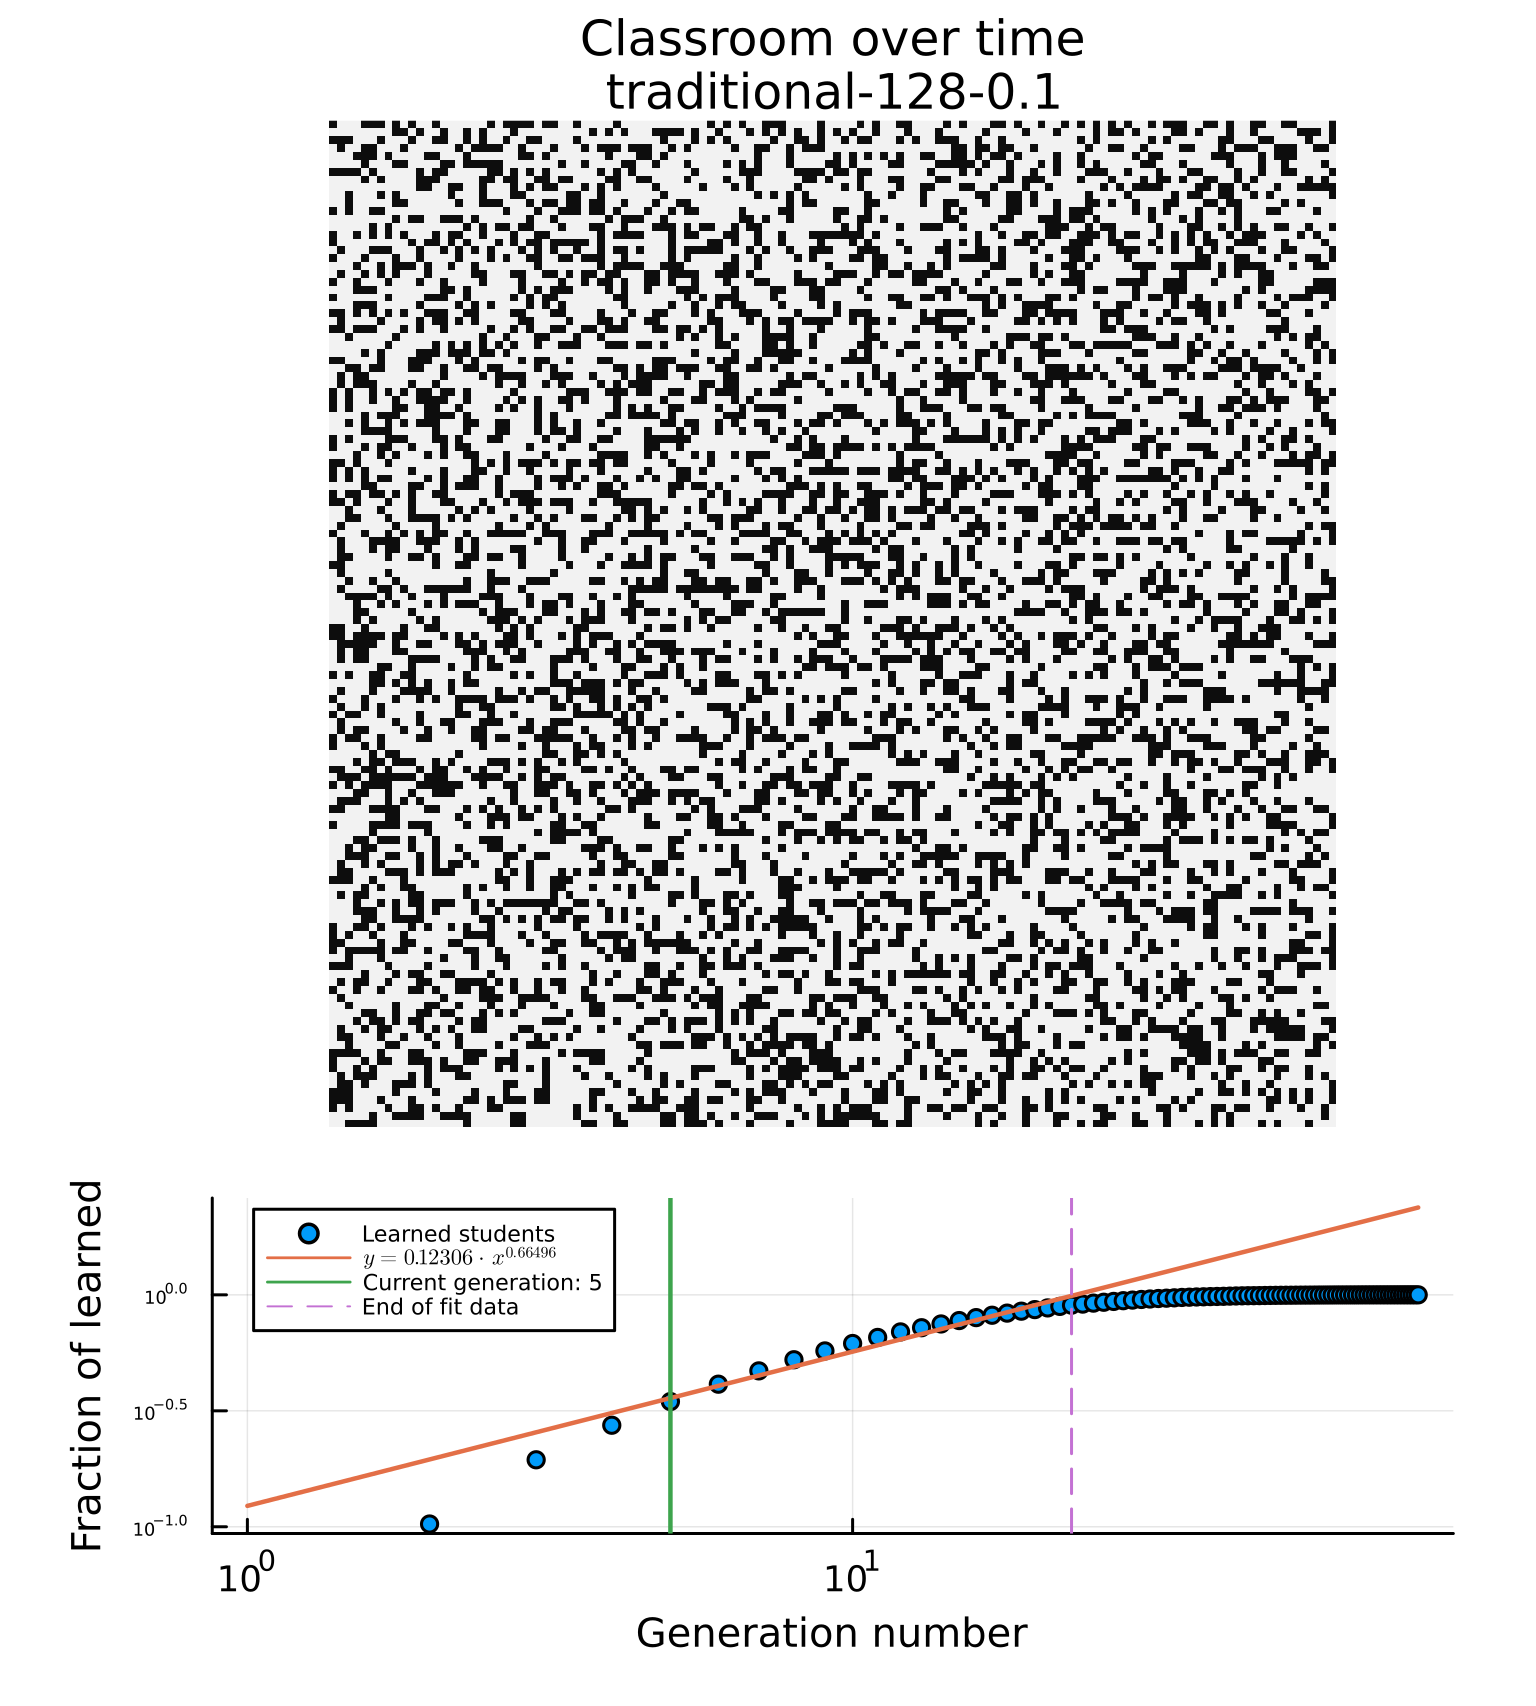 Classroom over time
traditional-128-0.1
Fraction of learned
Learned students
y = 0.12306 · x^0.66496
Current generation: 5
End of fit data
10^0.0
10^−0.5
10^−1.0
10^0
10^1
Generation number